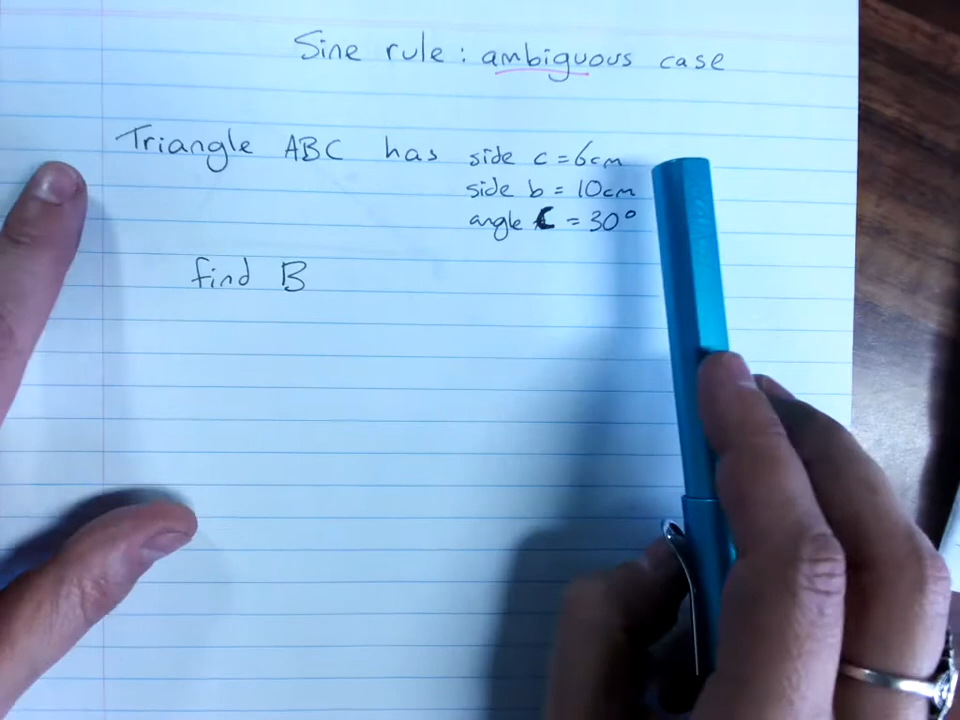 Sine rule: ambiguous case
Triangle ABC has side c = 6cm
side b = 10cm
angle C = 30°
find B